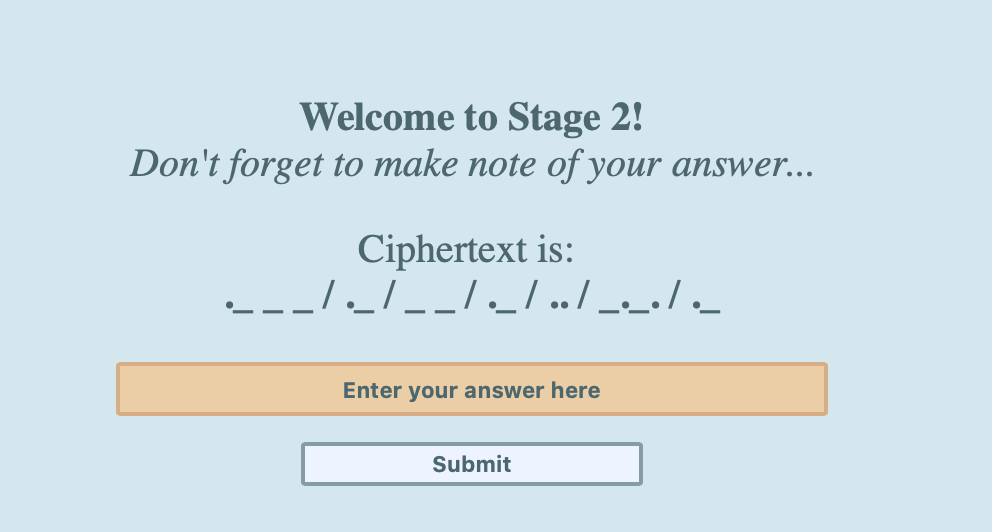 Welcome to Stage 2!
Don't forget to make note of your answer...
Ciphertext is:
._ _ _ / ._ / _ _ / ._ / .. / _._. / ._
Enter your answer here
Submit